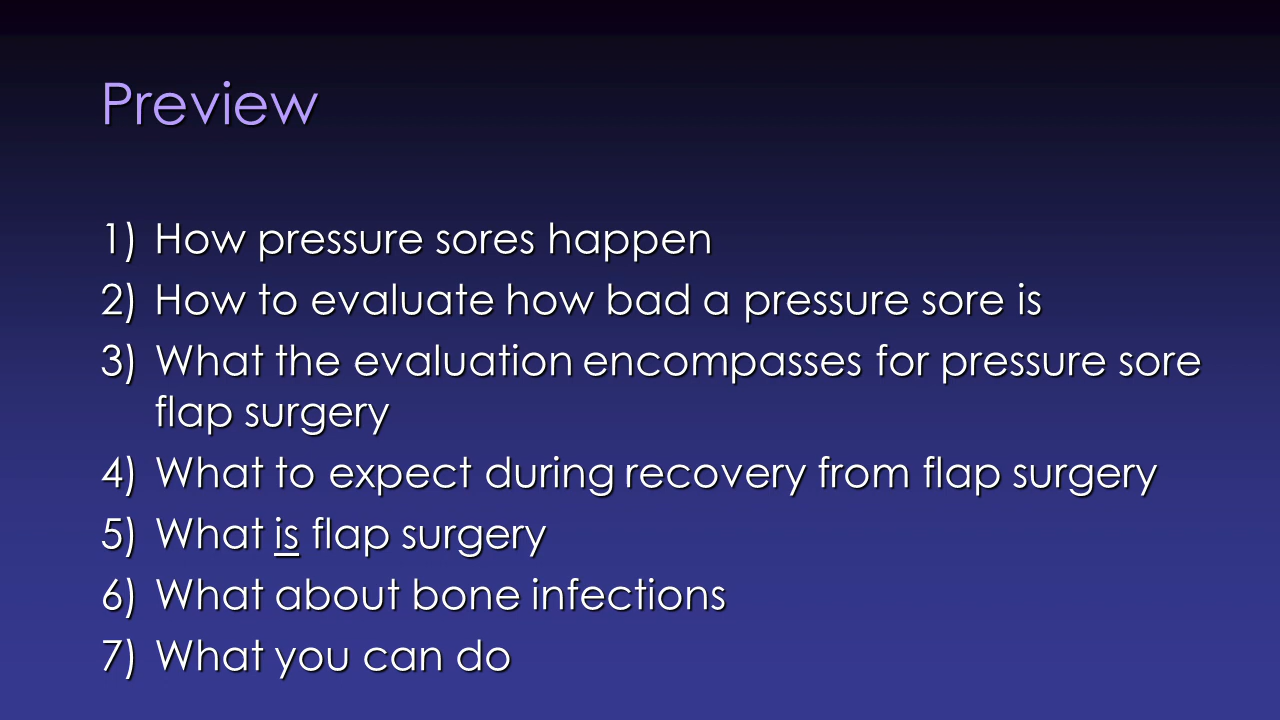 Preview
1) How pressure sores happen
2) How to evaluate how bad a pressure sore is
3) What the evaluation encompasses for pressure sore
flap surgery
4) What to expect during recovery from flap surgery
5) What is flap surgery
6) What about bone infections
7) What you can do